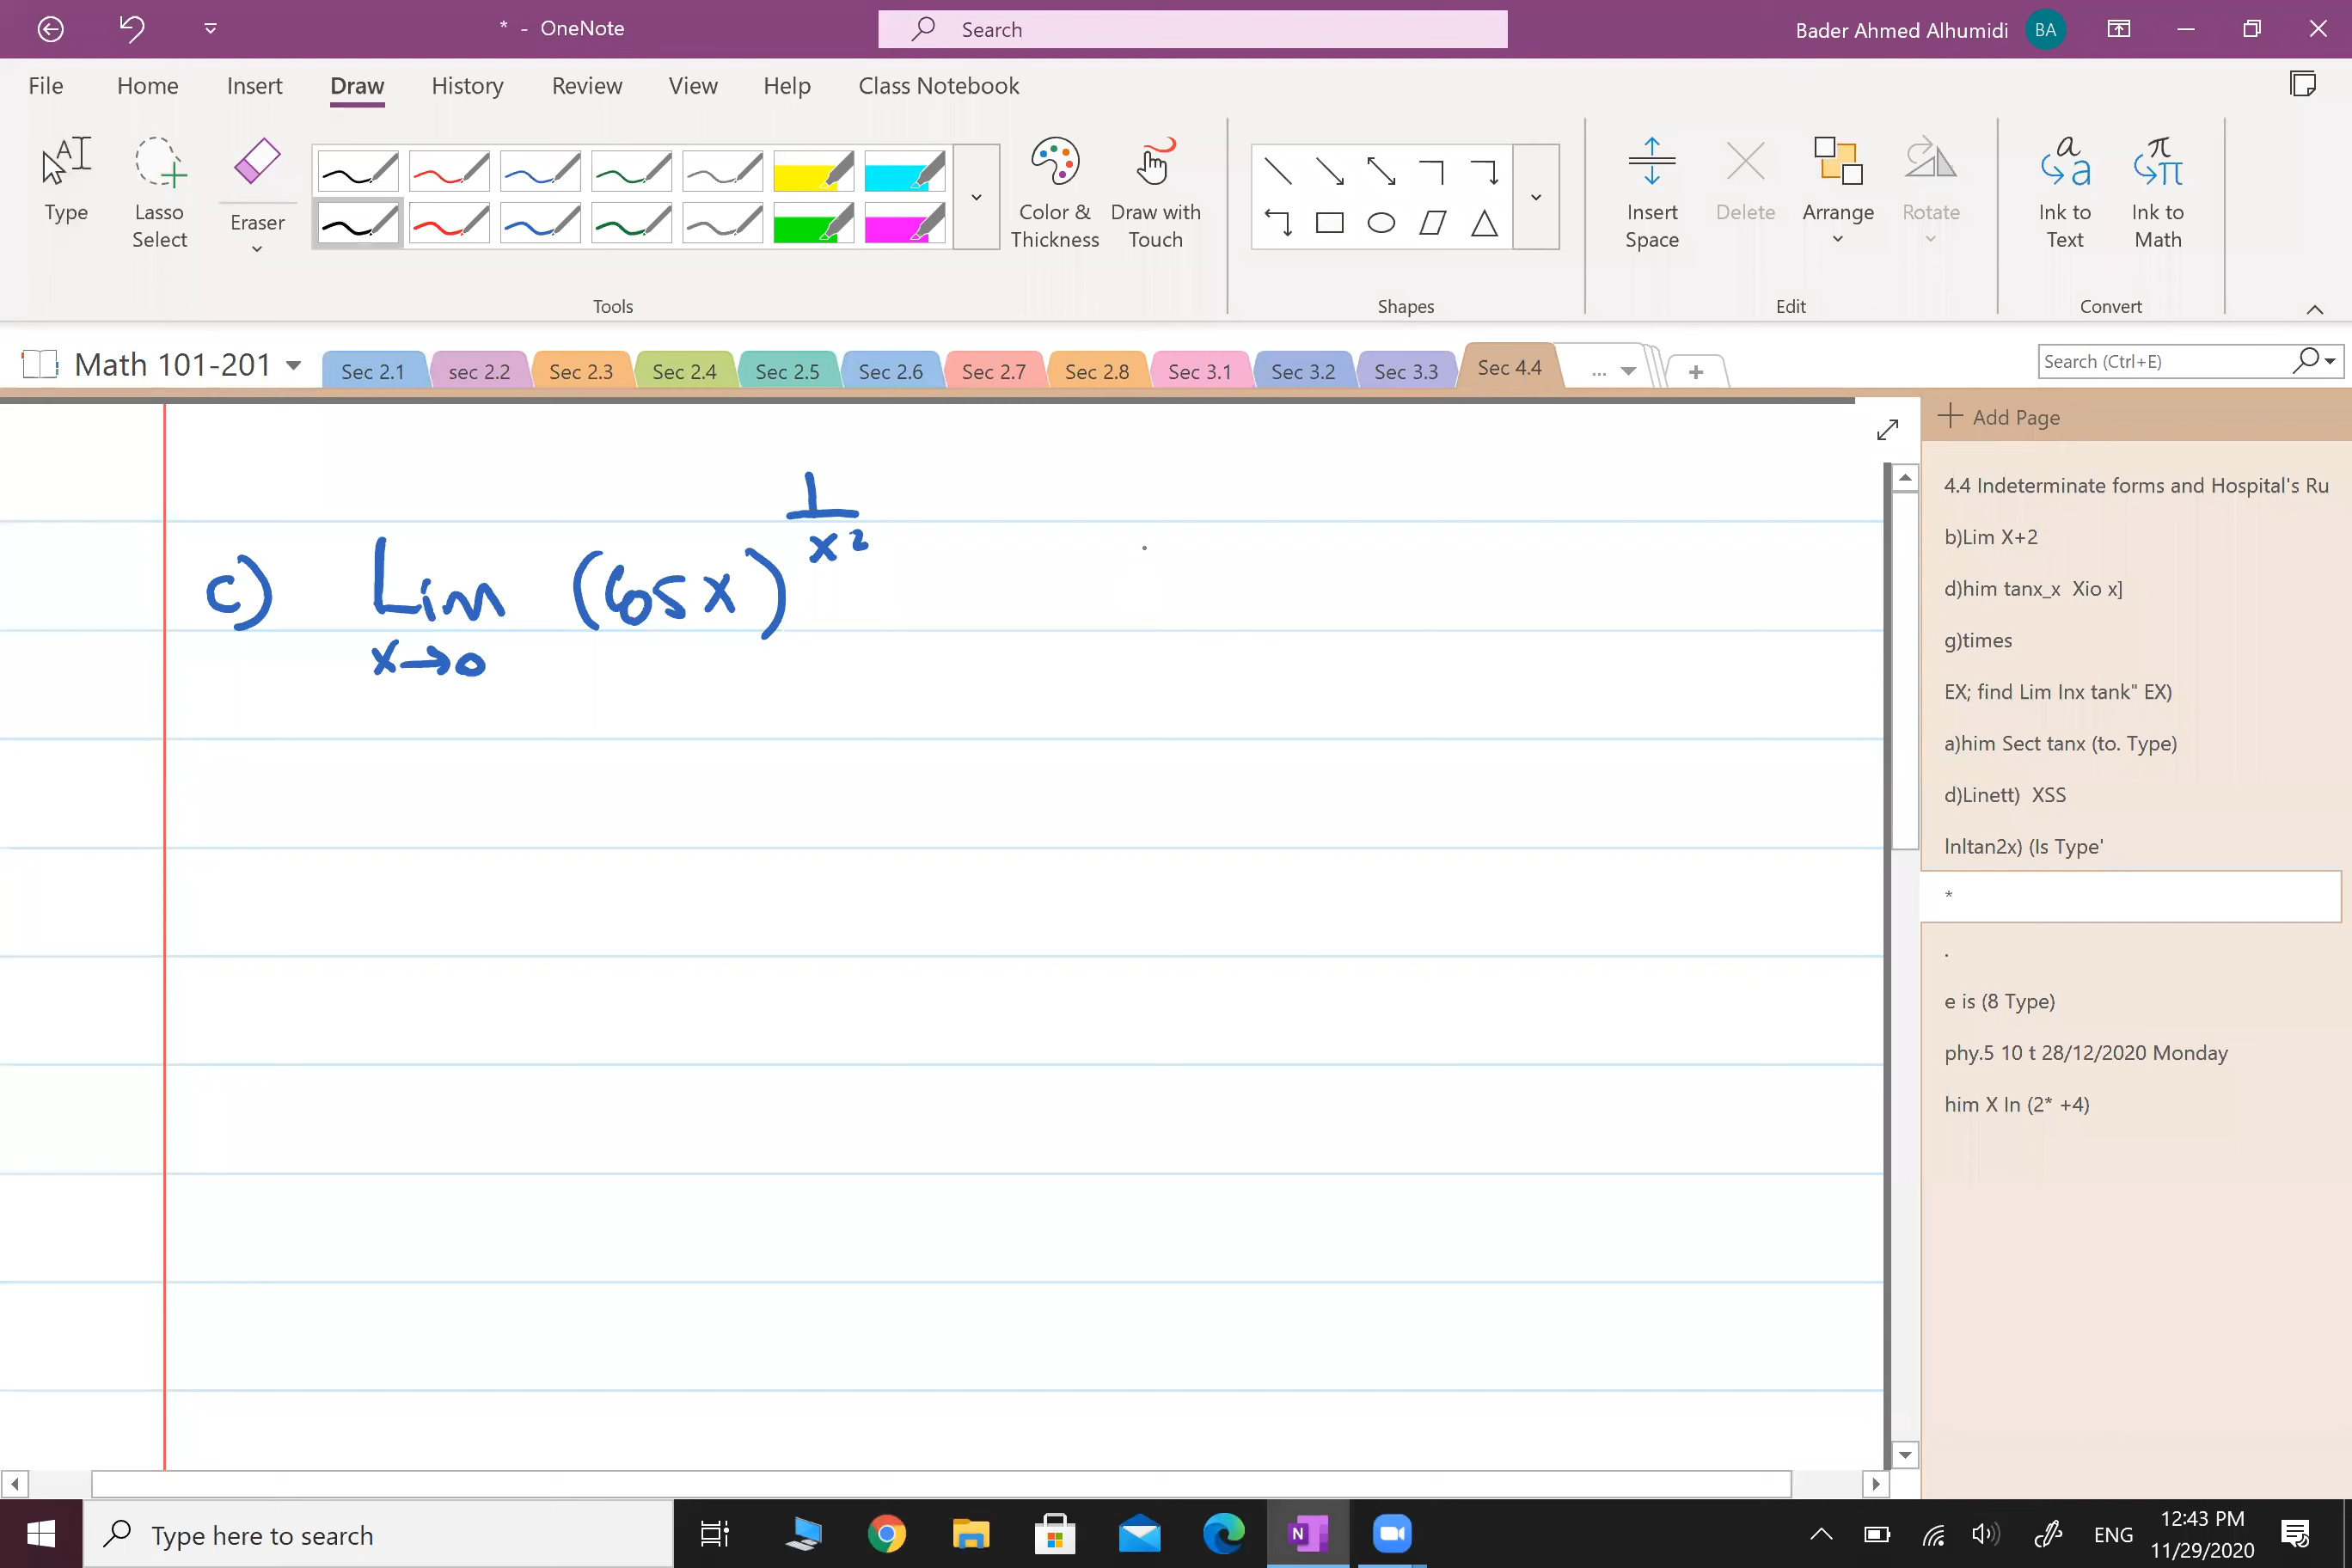 * - OneNote
Search
Bader Ahmed Alhumidi
BA
File Home Insert Draw History Review View Help Class Notebook
Type
Lasso Select
Eraser
Color & Thickness
Draw with Touch
Insert Space
Delete
Arrange
Rotate
Ink to Text
Ink to Math
Tools
Shapes
Edit
Convert
Math 101-201
Sec 2.1 sec 2.2 Sec 2.3 Sec 2.4 Sec 2.5 Sec 2.6 Sec 2.7 Sec 2.8 Sec 3.1 Sec 3.2 Sec 3.3 Sec 4.4 ... +
Search (Ctrl+E)
Add Page
4.4 Indeterminate forms and Hospital's Ru
b)Lim X+2
d)him tanx_x Xio x]
g)times
EX; find Lim Inx tank" EX)
a)him Sect tanx (to. Type)
d)Linett) XSS
lnltan2x) (ls Type'
*
.
e is (8 Type)
phy.5 10 t 28/12/2020 Monday
him X In (2* +4)
c) Lim x→0 (Cos x)^(1/x²)
Type here to search
ENG
12:43 PM
11/29/2020